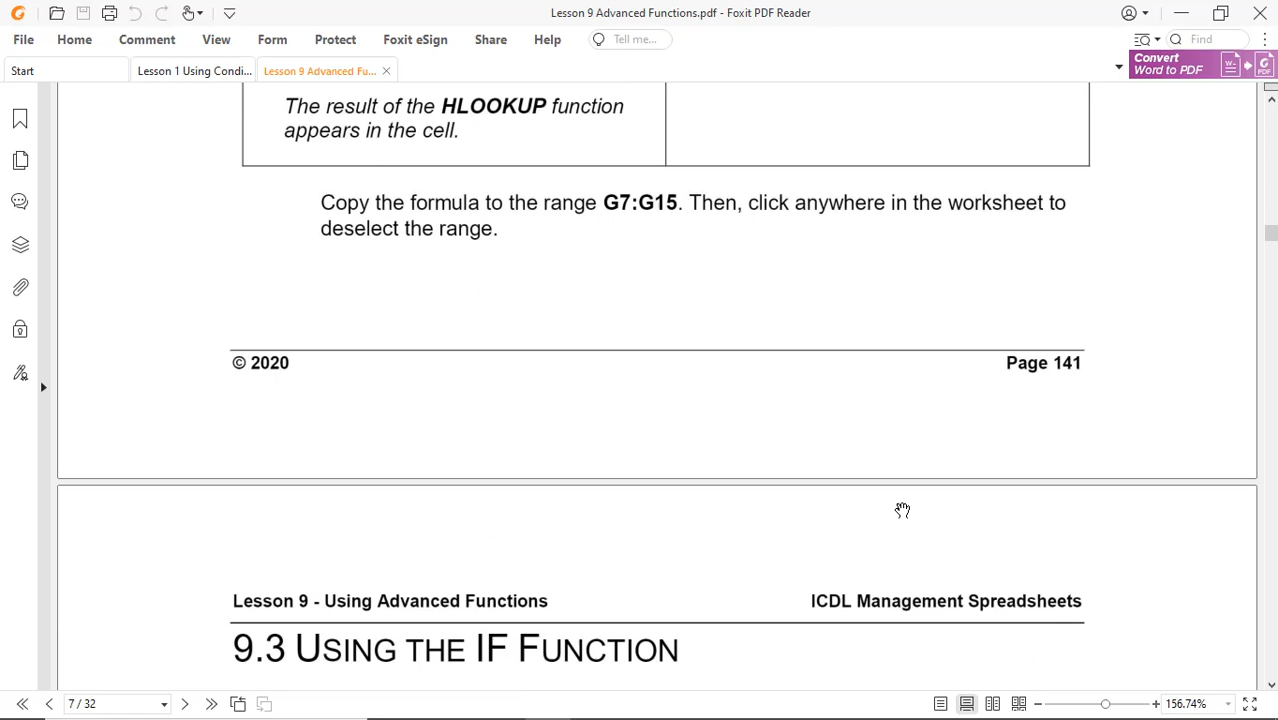 Lesson 9 Advanced Functions.pdf - Foxit PDF Reader
File Home Comment View Form Protect Foxit eSign Share Help Tell me... Find
Start Lesson 1 Using Condi... Lesson 9 Advanced Fu...
Convert
Word to PDF
The result of the HLOOKUP function
appears in the cell.
Copy the formula to the range G7:G15. Then, click anywhere in the worksheet to
deselect the range.
© 2020 Page 141
Lesson 9 - Using Advanced Functions ICDL Management Spreadsheets
9.3 USING THE IF FUNCTION
7 / 32 156.74%